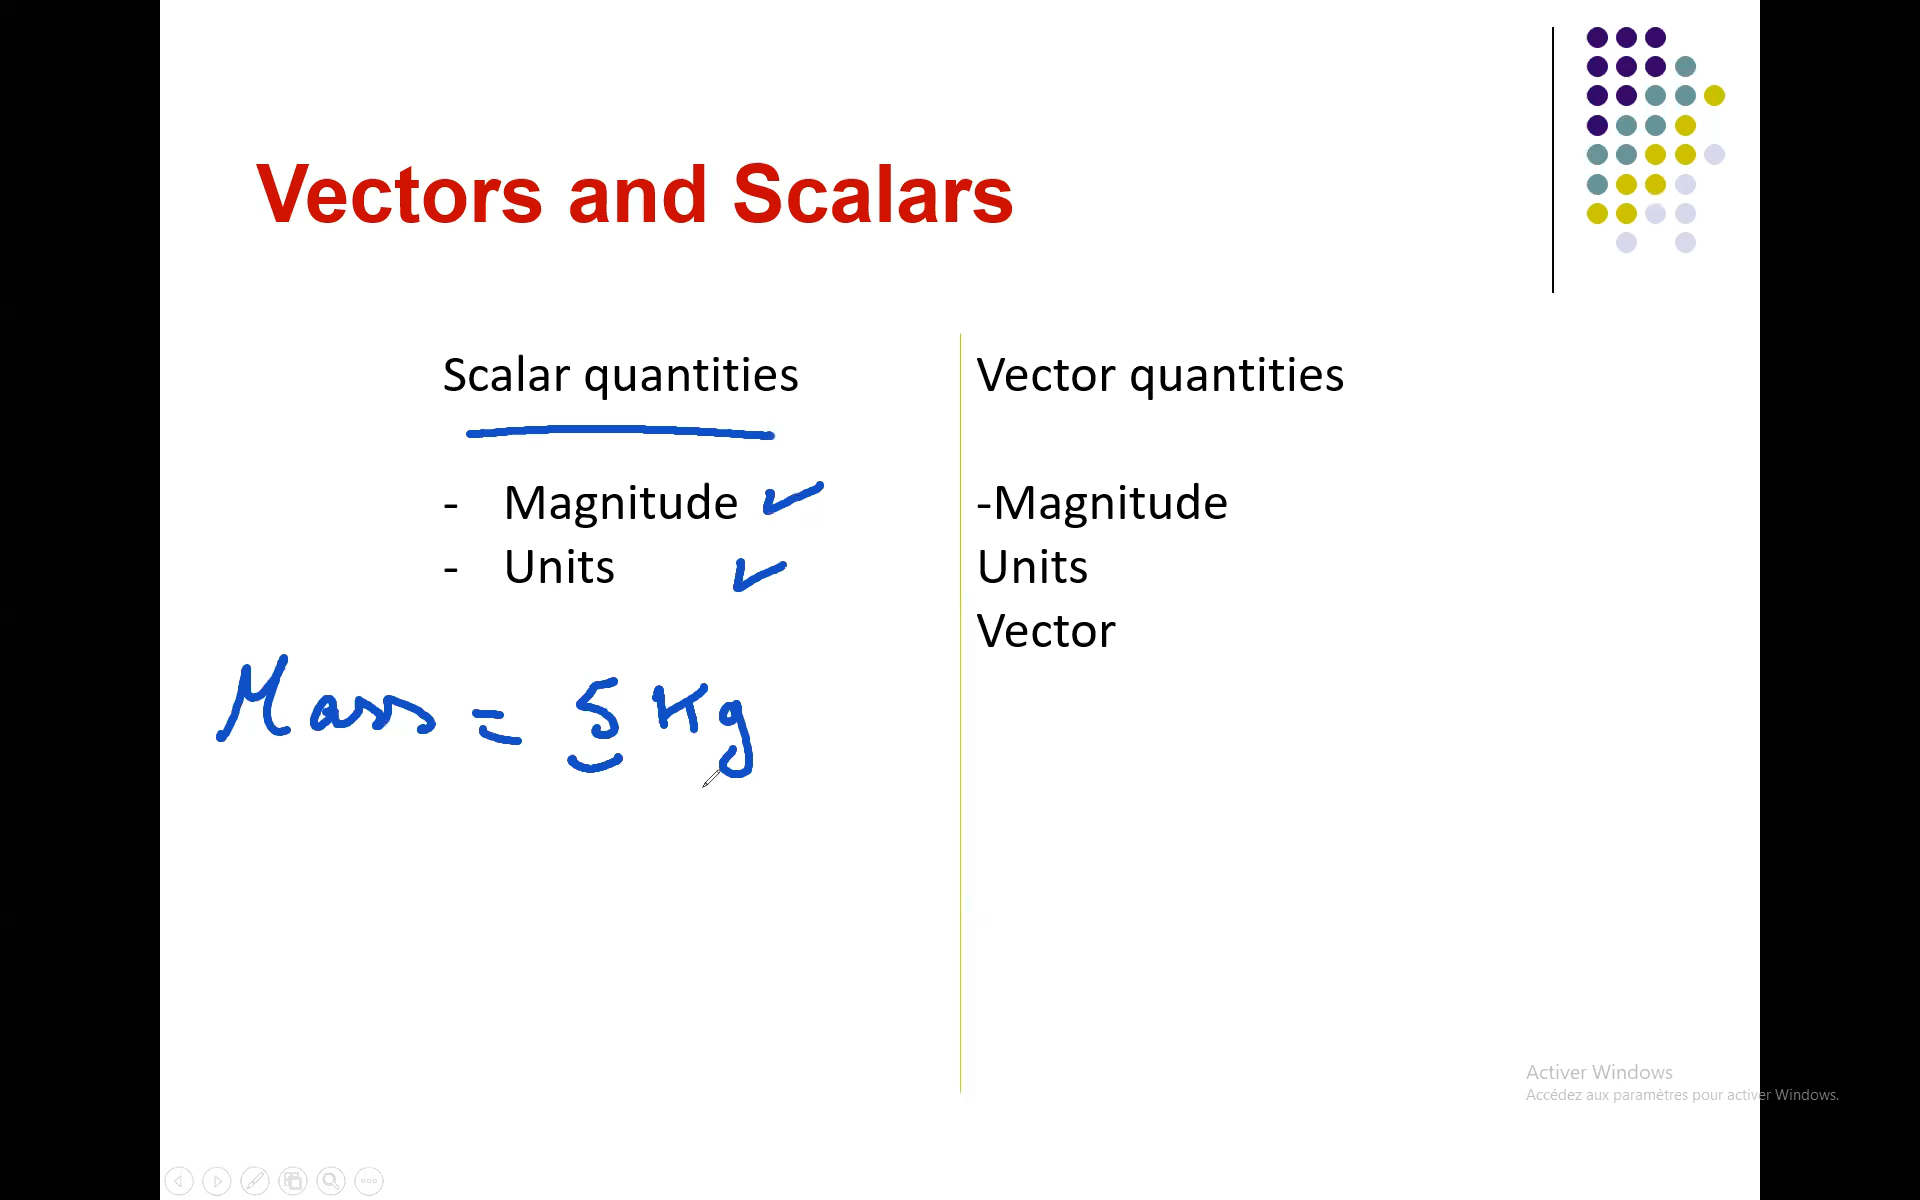 Vectors and Scalars
Scalar quantities
- Magnitude
- Units
Mass = 5 Kg
Vector quantities
-Magnitude
Units
Vector
Activer Windows
Accédez aux paramètres pour activer Windows.